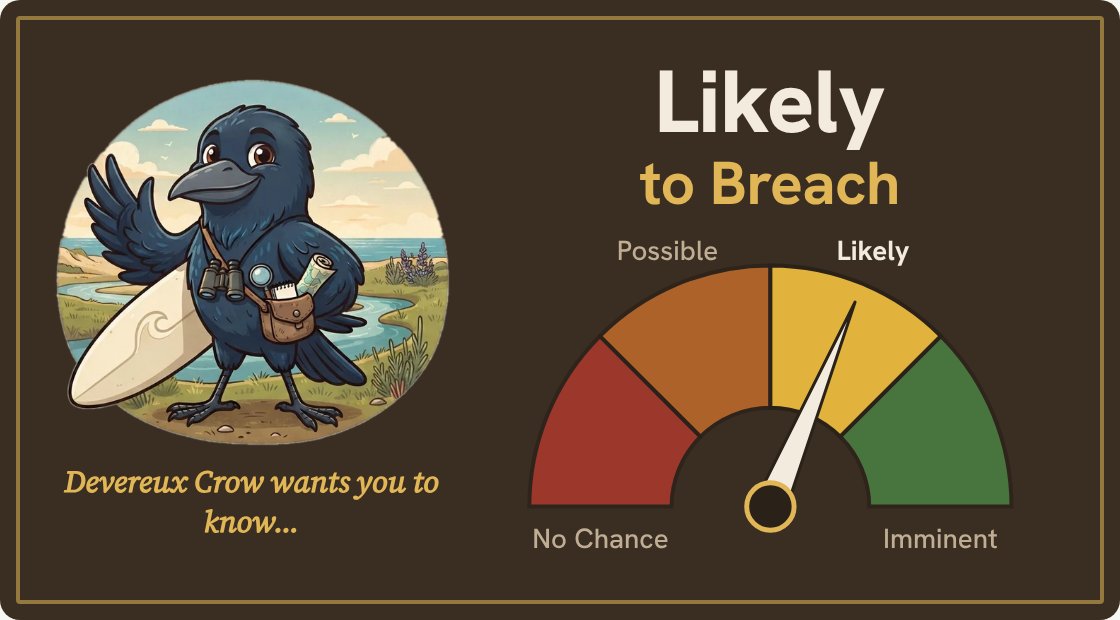 Likely
to Breach
Possible
Likely
No Chance
Imminent
Devereux Crow wants you to
know...